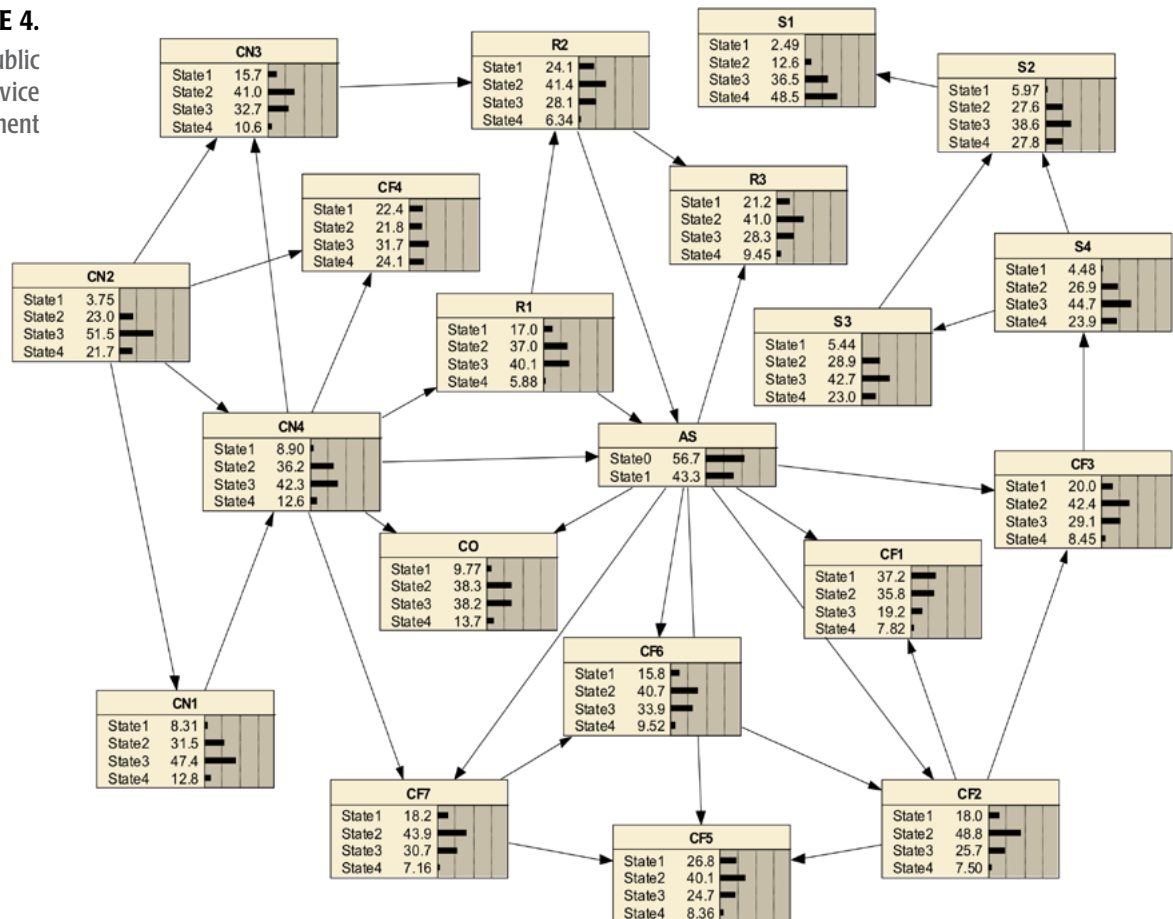 E 4.
ublic
vice
nent
CN3
State1 15.7
State2 41.0
State3 32.7
State4 10.6
R2
State1 24.1
State2 41.4
State3 28.1
State4 6.34
S1
State1 2.49
State2 12.6
State3 36.5
State4 48.5
S2
State1 5.97
State2 27.6
State3 38.6
State4 27.8
CF4
State1 22.4
State2 21.8
State3 31.7
State4 24.1
R3
State1 21.2
State2 41.0
State3 28.3
State4 9.45
CN2
State1 3.75
State2 23.0
State3 51.5
State4 21.7
R1
State1 17.0
State2 37.0
State3 40.1
State4 5.88
S4
State1 4.48
State2 26.9
State3 44.7
State4 23.9
S3
State1 5.44
State2 28.9
State3 42.7
State4 23.0
CN4
State1 8.90
State2 36.2
State3 42.3
State4 12.6
AS
State0 56.7
State1 43.3
CF3
State1 20.0
State2 42.4
State3 29.1
State4 8.45
CO
State1 9.77
State2 38.3
State3 38.2
State4 13.7
CF1
State1 37.2
State2 35.8
State3 19.2
State4 7.82
CF6
State1 15.8
State2 40.7
State3 33.9
State4 9.52
CN1
State1 8.31
State2 31.5
State3 47.4
State4 12.8
CF7
State1 18.2
State2 43.9
State3 30.7
State4 7.16
CF2
State1 18.0
State2 48.8
State3 25.7
State4 7.50
CF5
State1 26.8
State2 40.1
State3 24.7
State4 8.36